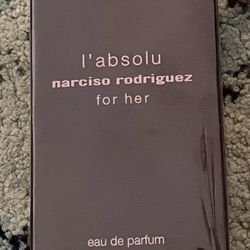 l'absolu
narciso rodriguez
for her
eau de parfum